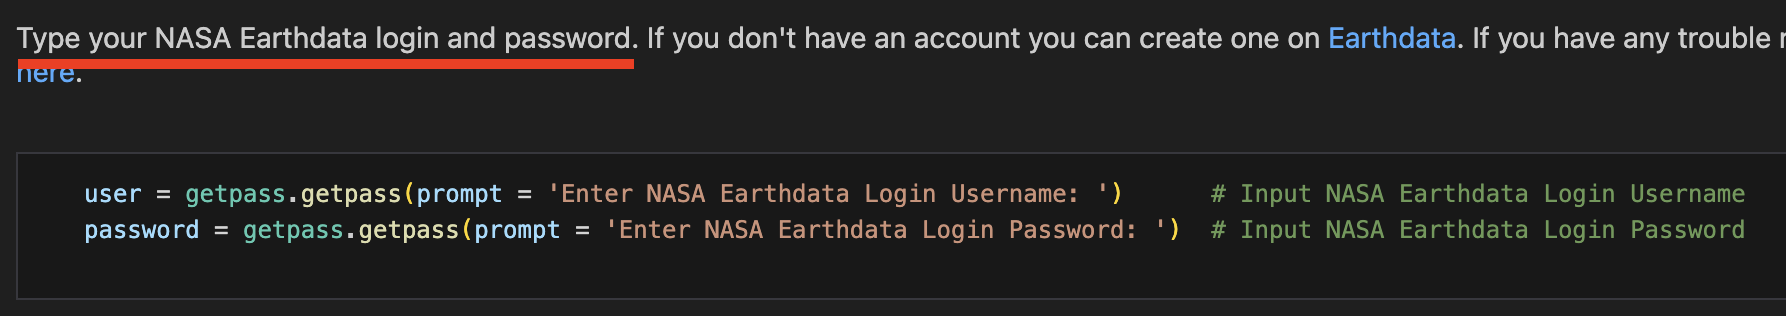 Type your NASA Earthdata login and password. If you don't have an account you can create one on Earthdata. If you have any trouble
here.
user = getpass.getpass(prompt = 'Enter NASA Earthdata Login Username: ')      # Input NASA Earthdata Login Username
password = getpass.getpass(prompt = 'Enter NASA Earthdata Login Password: ')  # Input NASA Earthdata Login Password